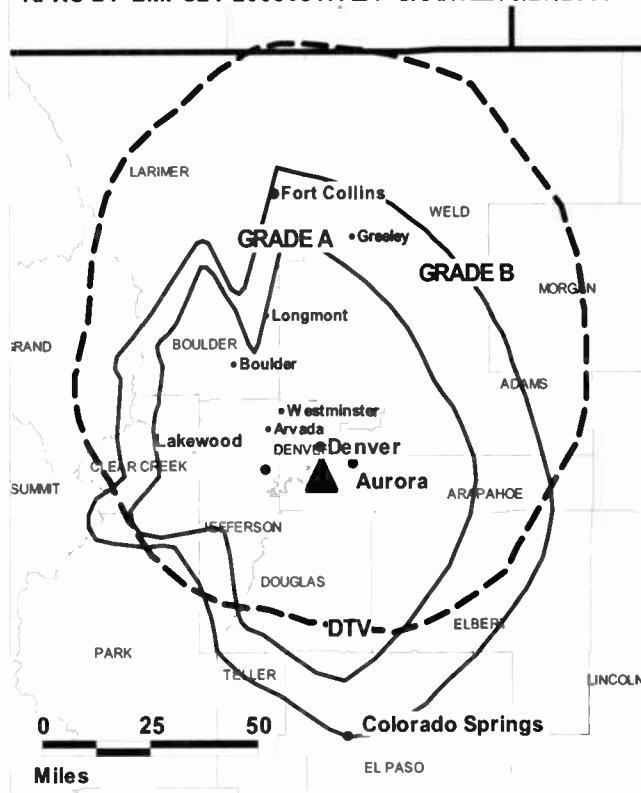 LARIMER
Fort Collins
WELD
GRADE A
Greeley
GRADE B
MORGAN
Longmont
GRAND
BOULDER
Boulder
ADAMS
Westminster
Arvada
Lakewood
Denver
DENVER
CLEAR CREEK
Aurora
SUMMIT
ARAPAHOE
JEFFERSON
DOUGLAS
DTV
ELBERT
PARK
TELLER
LINCOLN
0 25 50
Colorado Springs
Miles
EL PASO